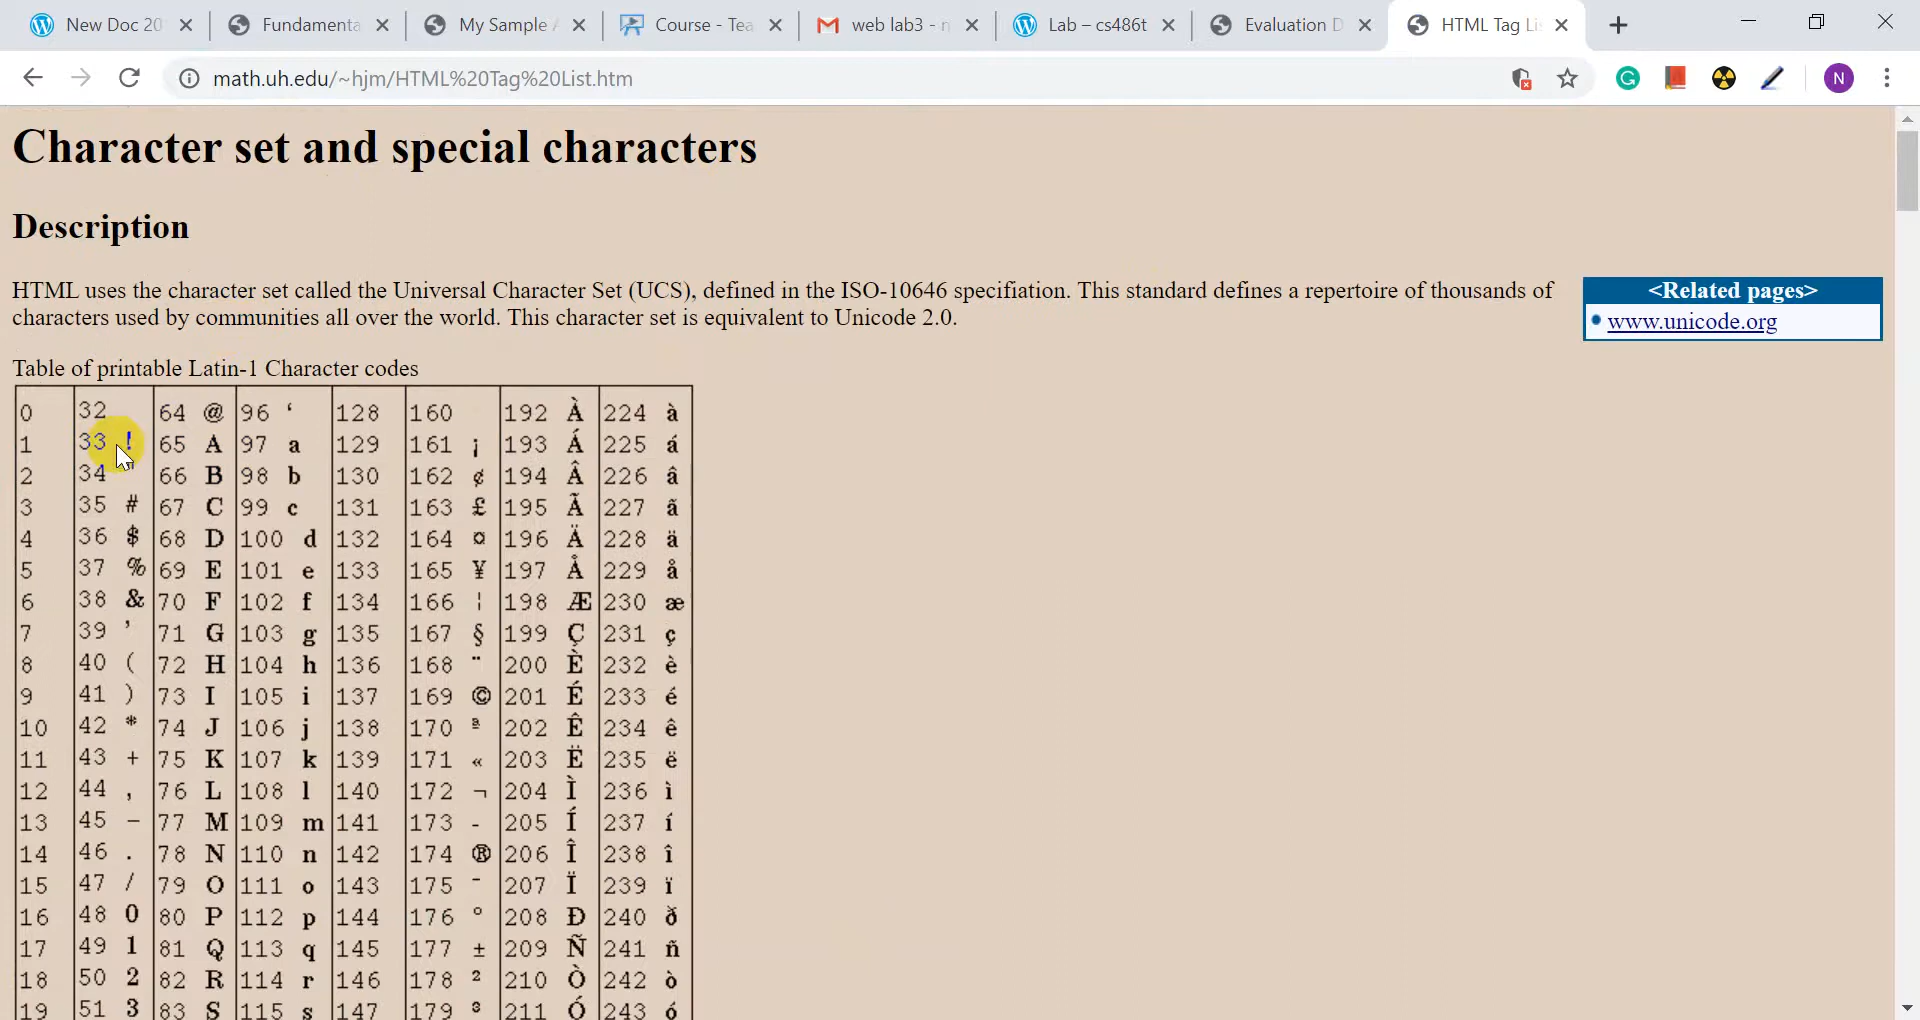 New Doc 20
Fundamenta
My Sample
Course - Tea
web lab3 - n
Lab – cs486t
Evaluation D
HTML Tag Li
math.uh.edu/~hjm/HTML%20Tag%20List.htm
N
Character set and special characters
Description
HTML uses the character set called the Universal Character Set (UCS), defined in the ISO-10646 specifiation. This standard defines a repertoire of thousands of
characters used by communities all over the world. This character set is equivalent to Unicode 2.0.
<Related pages>
www.unicode.org
Table of printable Latin-1 Character codes
0 32 64 @ 96 ‘ 128 160 192 À 224 à
1 33 ! 65 A 97 a 129 161 ¡ 193 Á 225 á
2 34 66 B 98 b 130 162 ¢ 194 Â 226 â
3 35 # 67 C 99 c 131 163 £ 195 Ã 227 ã
4 36 $ 68 D 100 d 132 164 ¤ 196 Ä 228 ä
5 37 % 69 E 101 e 133 165 ¥ 197 Å 229 å
6 38 & 70 F 102 f 134 166 ¦ 198 Æ 230 æ
7 39 ’ 71 G 103 g 135 167 § 199 Ç 231 ç
8 40 ( 72 H 104 h 136 168 ¨ 200 È 232 è
9 41 ) 73 I 105 i 137 169 © 201 É 233 é
10 42 * 74 J 106 j 138 170 ª 202 Ê 234 ê
11 43 + 75 K 107 k 139 171 « 203 Ë 235 ë
12 44 , 76 L 108 l 140 172 ¬ 204 Ì 236 ì
13 45 – 77 M 109 m 141 173 - 205 Í 237 í
14 46 . 78 N 110 n 142 174 ® 206 Î 238 î
15 47 / 79 O 111 o 143 175 ¯ 207 Ï 239 ï
16 48 0 80 P 112 p 144 176 ° 208 Ð 240 ð
17 49 1 81 Q 113 q 145 177 ± 209 Ñ 241 ñ
18 50 2 82 R 114 r 146 178 ² 210 Ò 242 ò
19 51 3 83 S 115 s 147 179 ³ 211 Ó 243 ó